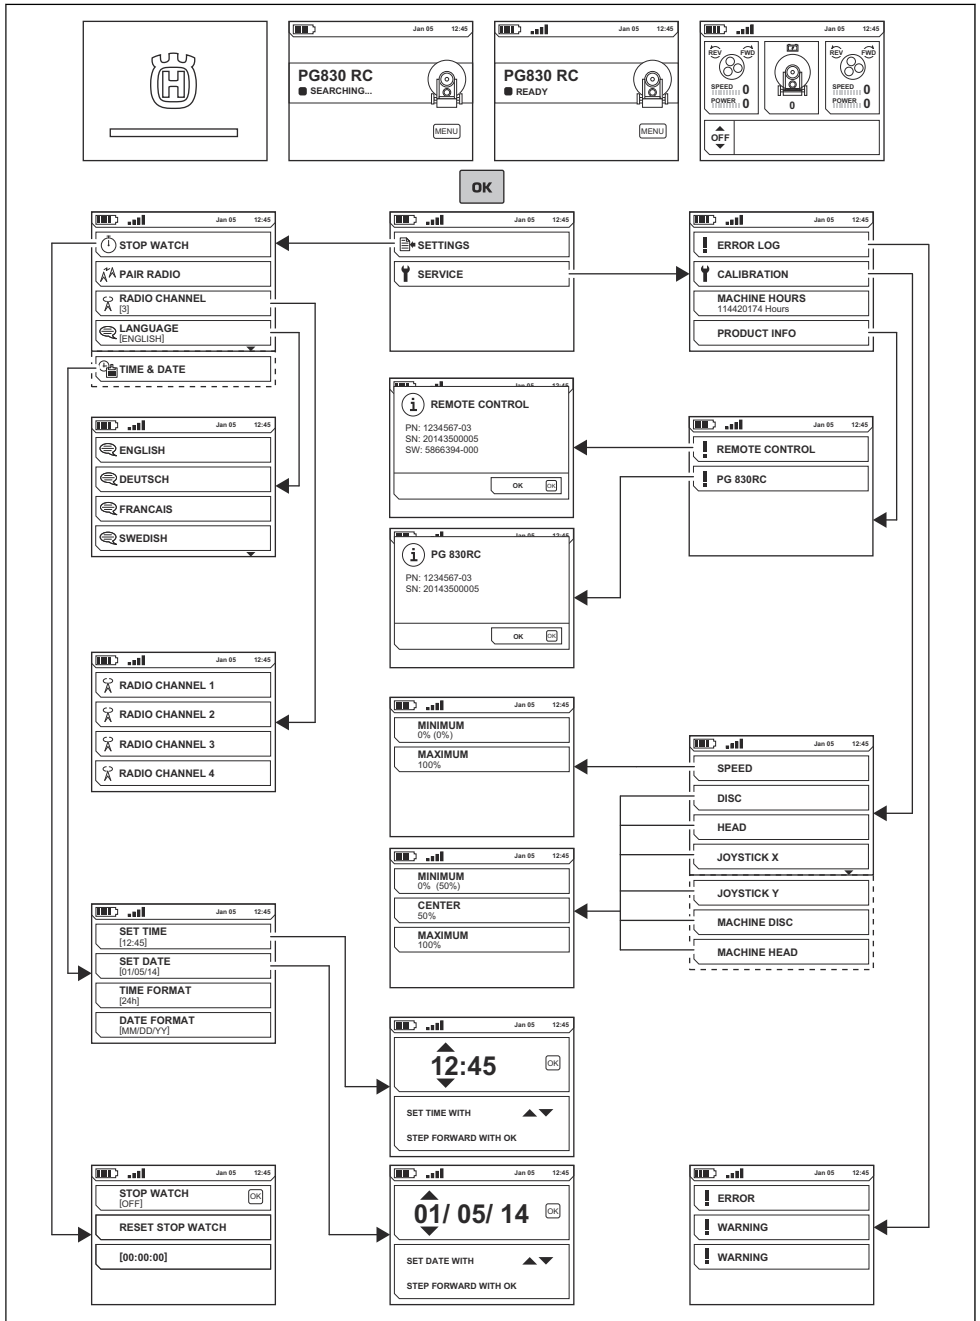 Jan 05 12:45
PG830 RC
SEARCHING...
MENU
Jan 05 12:45
PG830 RC
READY
MENU
Jan 05 12:45
REV FWD
SPEED 0
POWER 0
0
REV FWD
SPEED 0
POWER 0
OFF
OK
Jan 05 12:45
STOP WATCH
PAIR RADIO
RADIO CHANNEL
[3]
LANGUAGE
[ENGLISH]
TIME & DATE
Jan 05 12:45
SETTINGS
SERVICE
Jan 05 12:45
ERROR LOG
CALIBRATION
MACHINE HOURS
114420174 Hours
PRODUCT INFO
Jan 05 12:45
ENGLISH
DEUTSCH
FRANCAIS
SWEDISH
Jan 05 12:45
REMOTE CONTROL
PN: 1234567-03
SN: 20143500005
SW: 5866394-000
OK OK
Jan 05 12:45
REMOTE CONTROL
PG 830RC
Jan 05 12:45
PG 830RC
PN: 1234567-03
SN: 20143500005
OK OK
Jan 05 12:45
RADIO CHANNEL 1
RADIO CHANNEL 2
RADIO CHANNEL 3
RADIO CHANNEL 4
Jan 05 12:45
MINIMUM
0% (0%)
MAXIMUM
100%
Jan 05 12:45
SPEED
DISC
HEAD
JOYSTICK X
JOYSTICK Y
MACHINE DISC
MACHINE HEAD
Jan 05 12:45
MINIMUM
0% (50%)
CENTER
50%
MAXIMUM
100%
Jan 05 12:45
SET TIME
[12:45]
SET DATE
[01/05/14]
TIME FORMAT
[24h]
DATE FORMAT
[MM/DD/YY]
Jan 05 12:45
12:45 OK
SET TIME WITH
STEP FORWARD WITH OK
Jan 05 12:45
STOP WATCH
[OFF]
OK
RESET STOP WATCH
[00:00:00]
Jan 05 12:45
01/ 05/ 14 OK
SET DATE WITH
STEP FORWARD WITH OK
Jan 05 12:45
ERROR
WARNING
WARNING